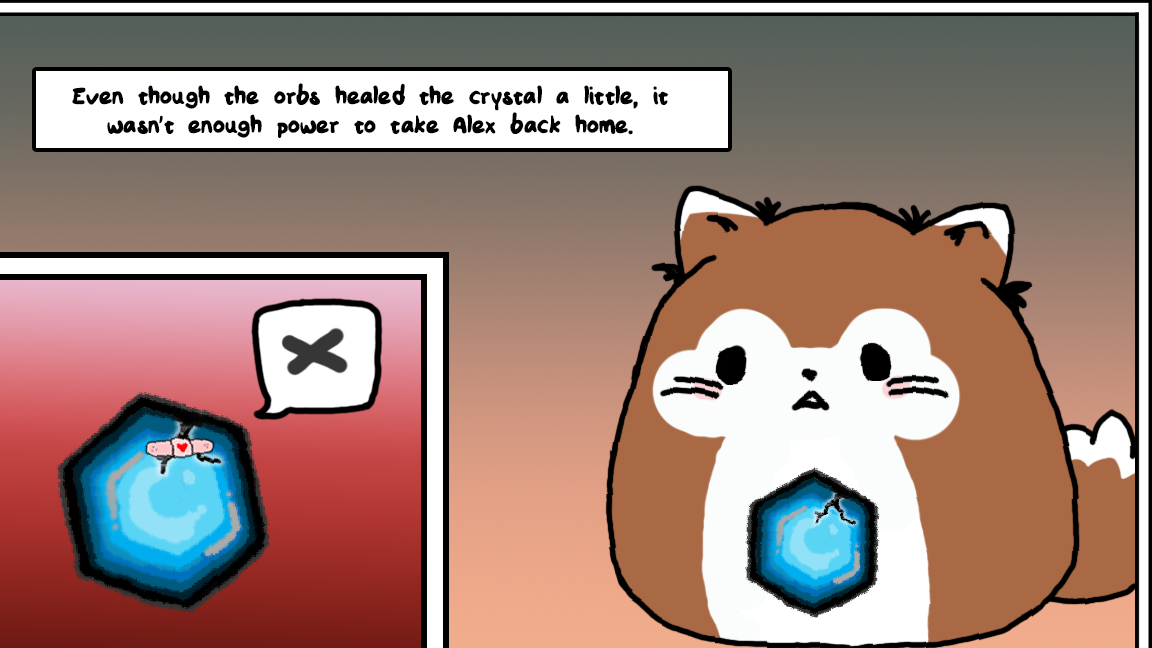 Even though the orbs healed the crystal a little, it
wasn't enough power to take Alex back home.